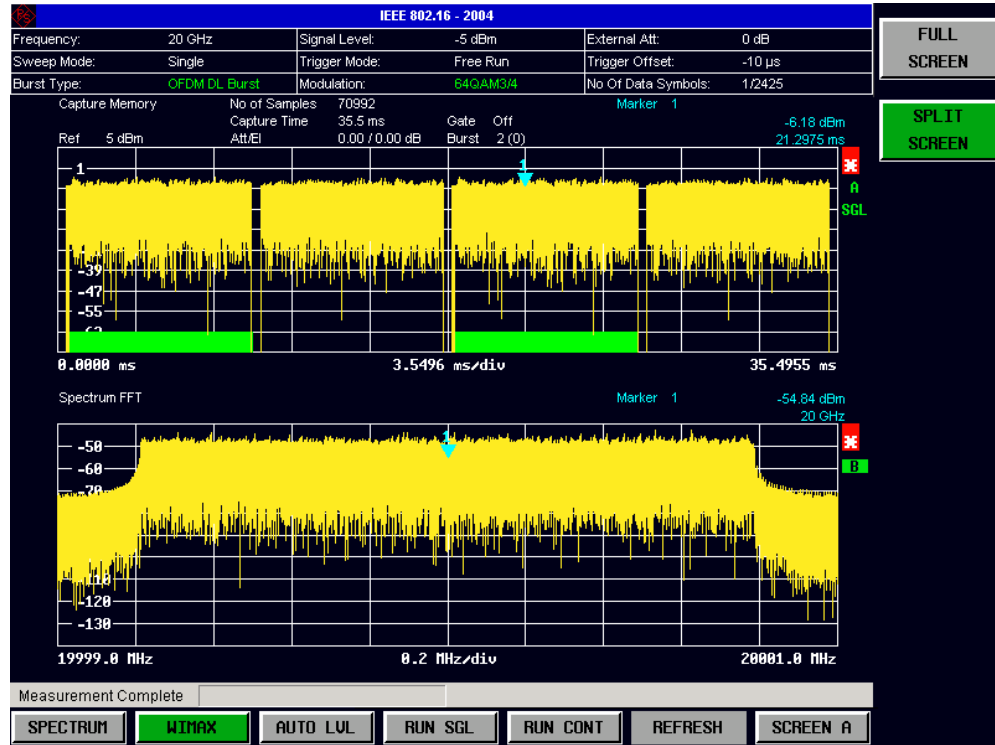 IEEE 802.16 - 2004
FULL SCREEN
Frequency: 20 GHz Signal Level: -5 dBm External Att: 0 dB
Sweep Mode: Single Trigger Mode: Free Run Trigger Offset: -10 µs
Burst Type: OFDM DL Burst Modulation: 64QAM3/4 No Of Data Symbols: 1/2425
SPLIT SCREEN
Capture Memory No of Samples 70992 Marker 1
Capture Time 35.5 ms Gate Off -6.18 dBm
Ref 5 dBm Att/El 0.00 / 0.00 dB Burst 2 (0) 21.2975 ms
1
1
A
SGL
-39
-47
-55
0.0000 ms 3.5496 ms/div 35.4955 ms
Spectrum FFT Marker 1 -54.84 dBm
20 GHz
1
-50
B
-60
-70
-120
-130
19999.0 MHz 0.2 MHz/div 20001.0 MHz
Measurement Complete
SPECTRUM WIMAX AUTO LVL RUN SGL RUN CONT REFRESH SCREEN A